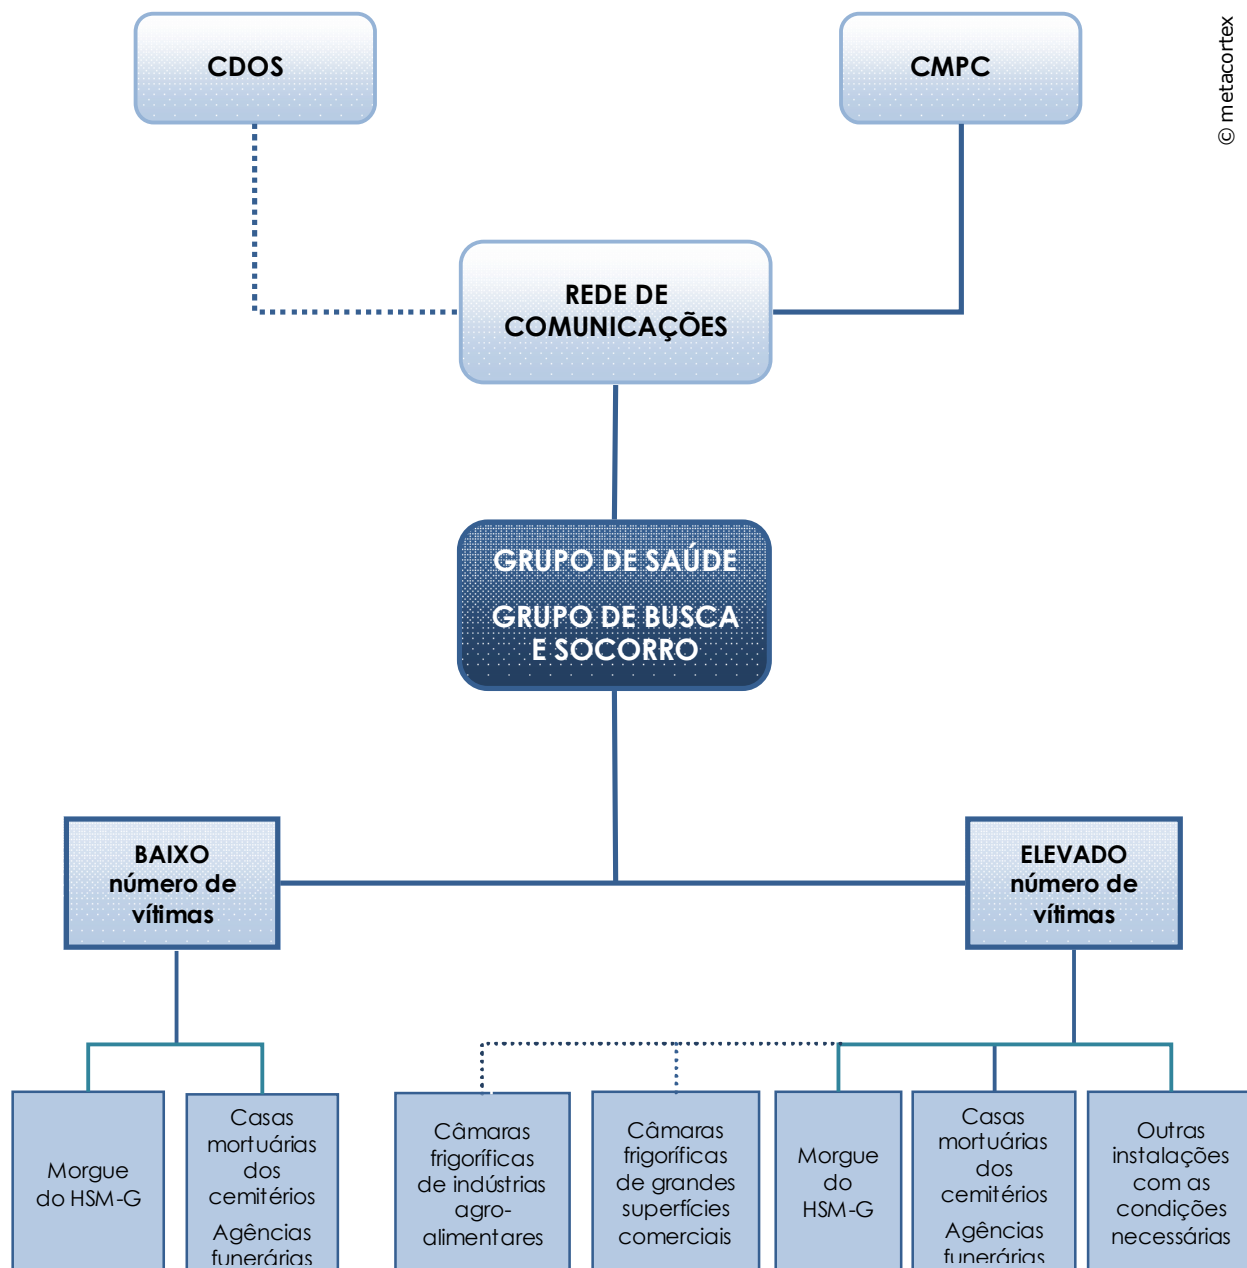 CDOS
CMPC
© metacortex
REDE DE
COMUNICAÇÕES
GRUPO DE SAÚDE
GRUPO DE BUSCA
E SOCORRO
BAIXO
número de
vítimas
ELEVADO
número de
vítimas
Morgue
do HSM-G
Casas
mortuárias
dos
cemitérios
Agências
funerárias
Câmaras
frigoríficas
de indústrias
agro-
alimentares
Câmaras
frigoríficas
de grandes
superfícies
comerciais
Morgue
do
HSM-G
Casas
mortuárias
dos
cemitérios
Agências
funerárias
Outras
instalações
com as
condições
necessárias